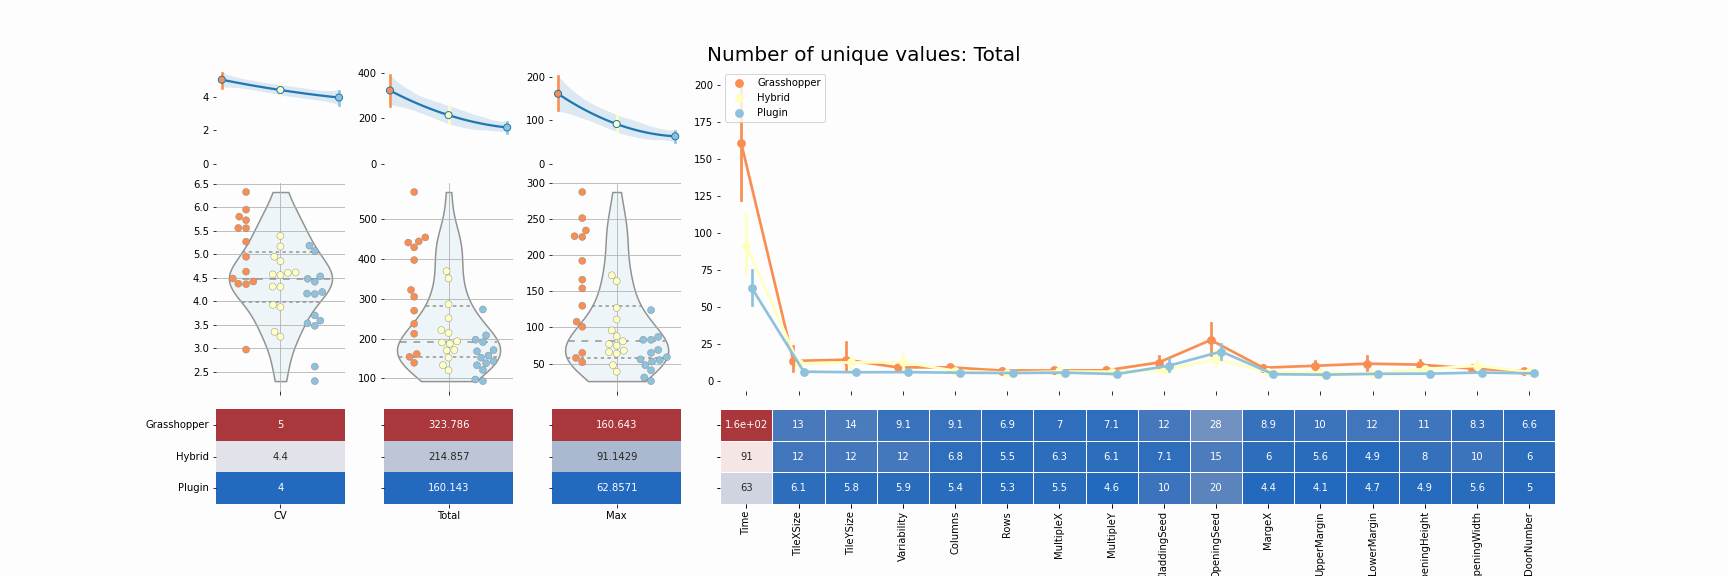 Number of unique values: Total
4
2
0
400
200
0
200
100
0
200
175
150
125
100
75
50
25
0
Grasshopper
Hybrid
Plugin
6.5
6.0
5.5
5.0
4.5
4.0
3.5
3.0
2.5
500
400
300
200
100
300
250
200
150
100
50
Grasshopper 5 323.786 160.643 1.6e+02 13 14 9.1 9.1 6.9 7 7.1 12 28 8.9 10 12 11 8.3 6.6
Hybrid 4.4 214.857 91.1429 91 12 12 12 6.8 5.5 6.3 6.1 7.1 15 6 5.6 4.9 8 10 6
Plugin 4 160.143 62.8571 63 6.1 5.8 5.9 5.4 5.3 5.5 4.6 10 20 4.4 4.1 4.7 4.9 5.6 5
CV Total Max
Time
TileXSize
TileYSize
Variability
Columns
Rows
MultipleX
MultipleY
CladdingSeed
OpeningSeed
MargeX
UpperMargin
LowerMargin
eningHeight
peningWidth
DoorNumber